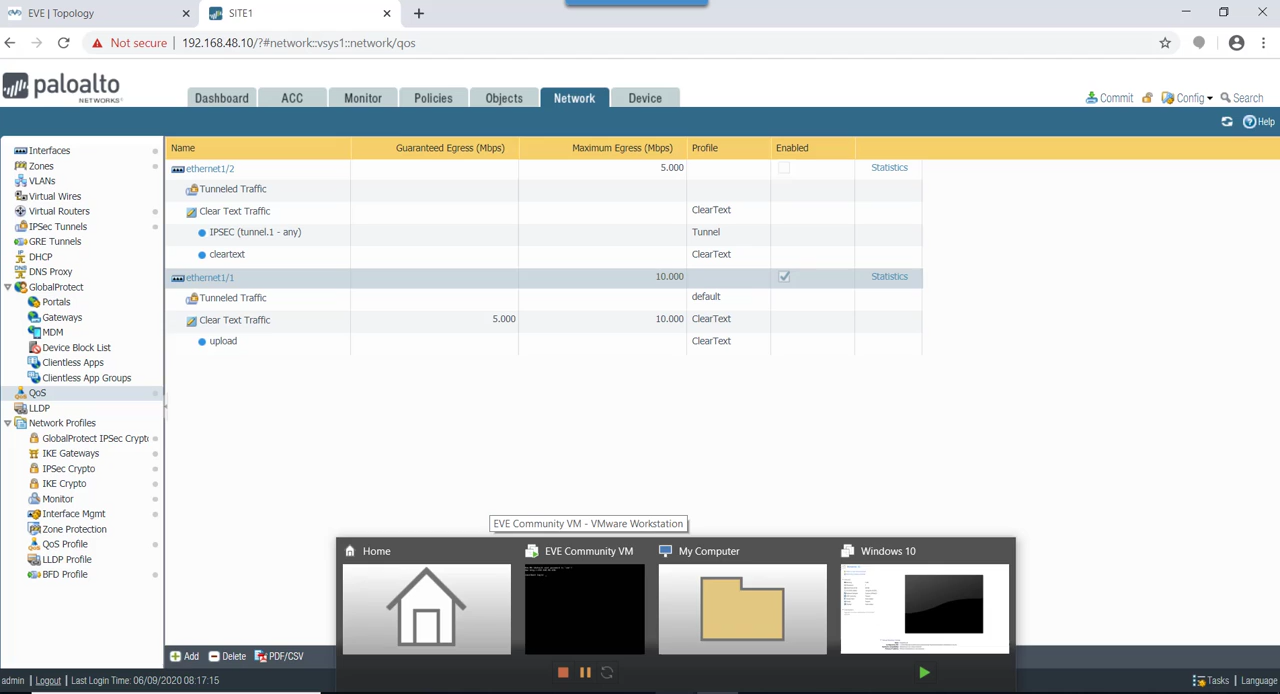 EVE | Topology
SITE1
Not secure
192.168.48.10/?#network::vsys1::network/qos
paloalto
NETWORKS
Dashboard
ACC
Monitor
Policies
Objects
Network
Device
Commit
Config
Search
Help
Interfaces
Zones
VLANs
Virtual Wires
Virtual Routers
IPSec Tunnels
GRE Tunnels
DHCP
DNS Proxy
GlobalProtect
Portals
Gateways
MDM
Device Block List
Clientless Apps
Clientless App Groups
QoS
LLDP
Network Profiles
GlobalProtect IPSec Crypto
IKE Gateways
IPSec Crypto
IKE Crypto
Monitor
Interface Mgmt
Zone Protection
QoS Profile
LLDP Profile
BFD Profile
Name Guaranteed Egress (Mbps) Maximum Egress (Mbps) Profile Enabled
ethernet1/2 5.000 Statistics
Tunneled Traffic
Clear Text Traffic ClearText
IPSEC (tunnel.1 - any) Tunnel
cleartext ClearText
ethernet1/1 10.000 Statistics
Tunneled Traffic default
Clear Text Traffic 5.000 10.000 ClearText
upload ClearText
EVE Community VM - VMware Workstation
Home
EVE Community VM
My Computer
Windows 10
Add
Delete
PDF/CSV
admin
Logout
Last Login Time: 06/09/2020 08:17:15
Tasks
Language